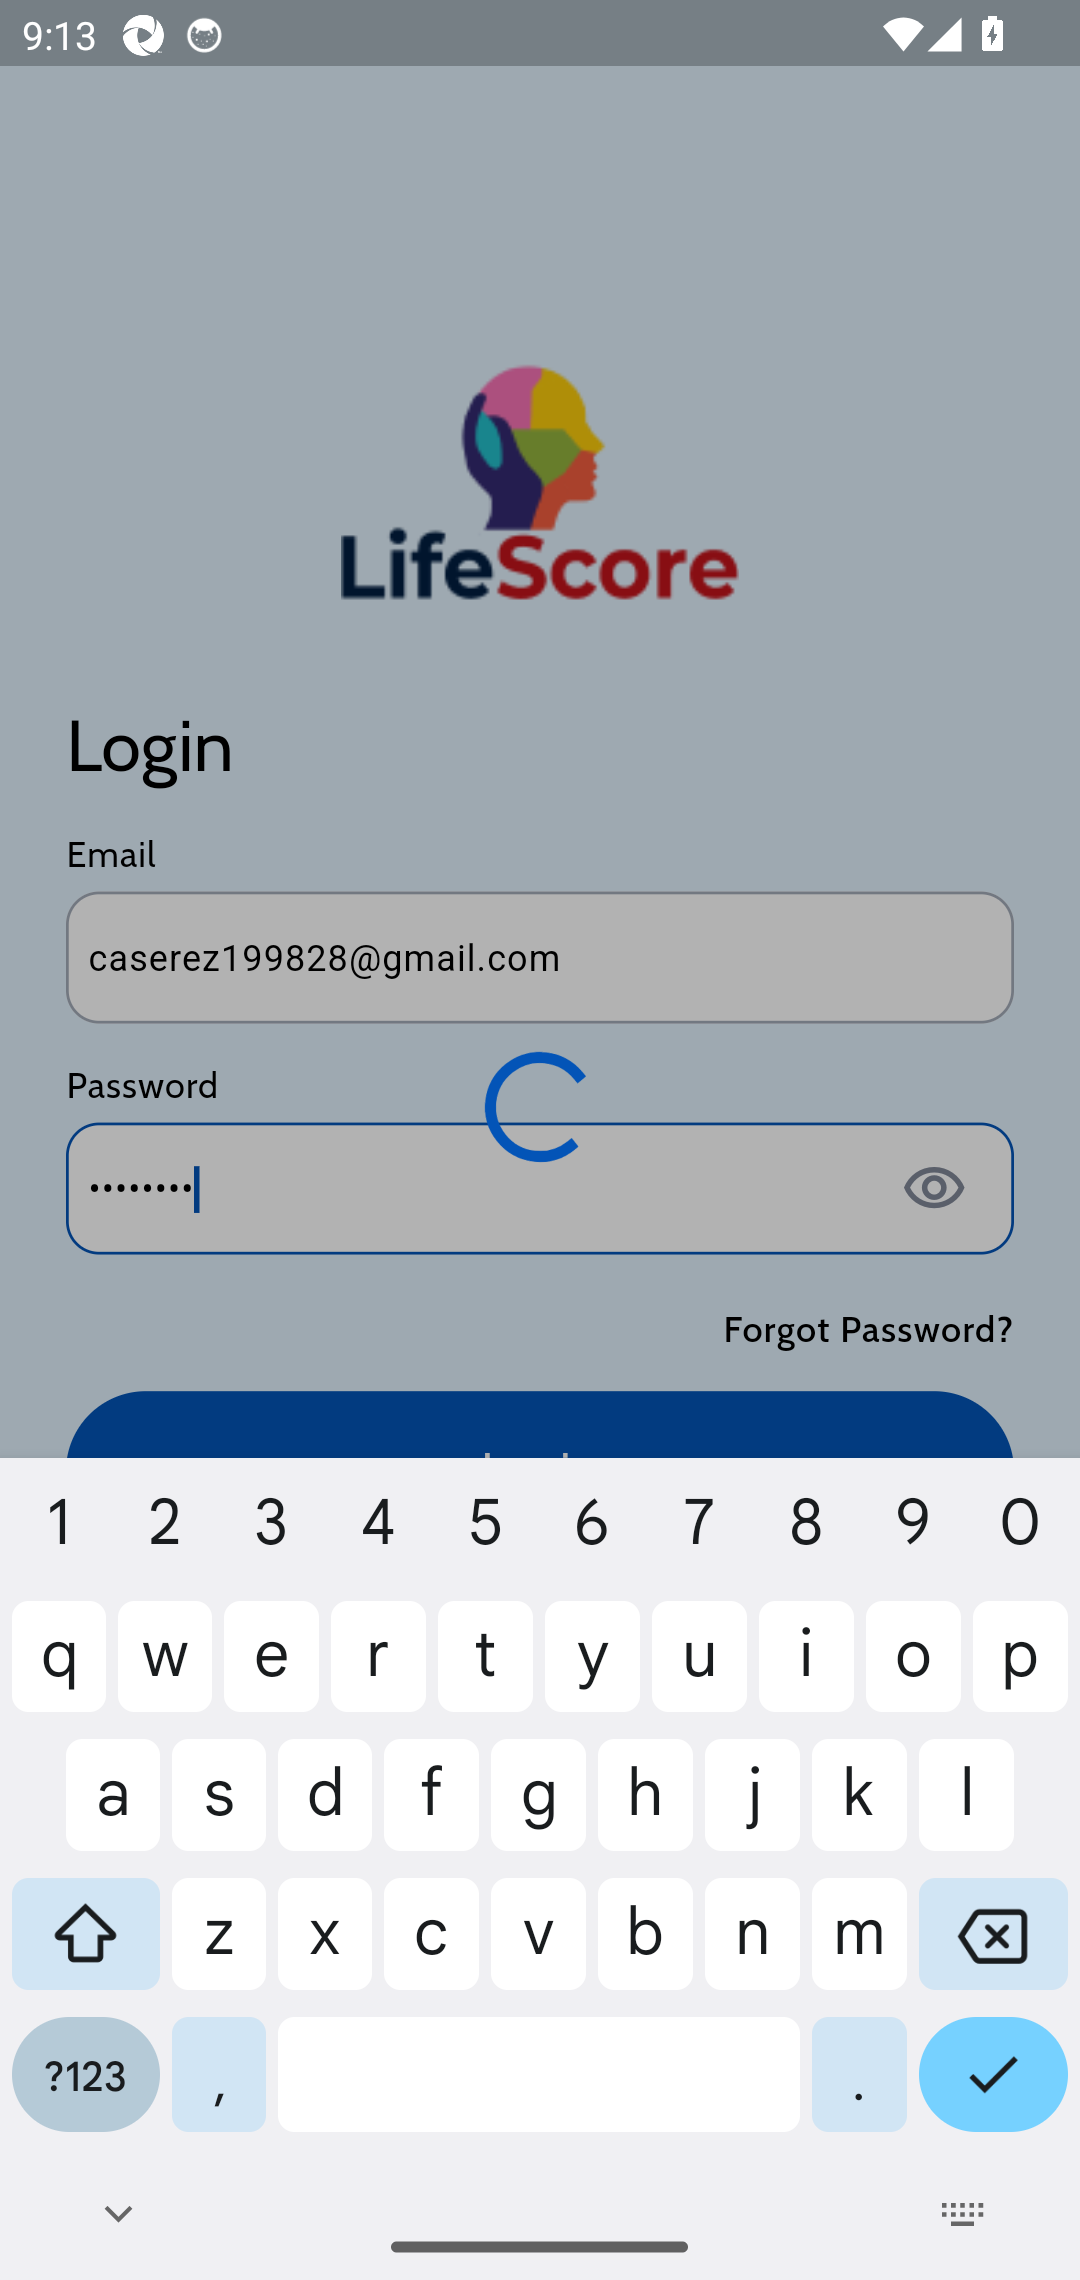 9:13
LifeScore
Login
Email
caserez199828@gmail.com
Password
••••••••
Forgot Password?
1 2 3 4 5 6 7 8 9 0
q w e r t y u i o p
a s d f g h j k l
z x c v b n m
?123 , .